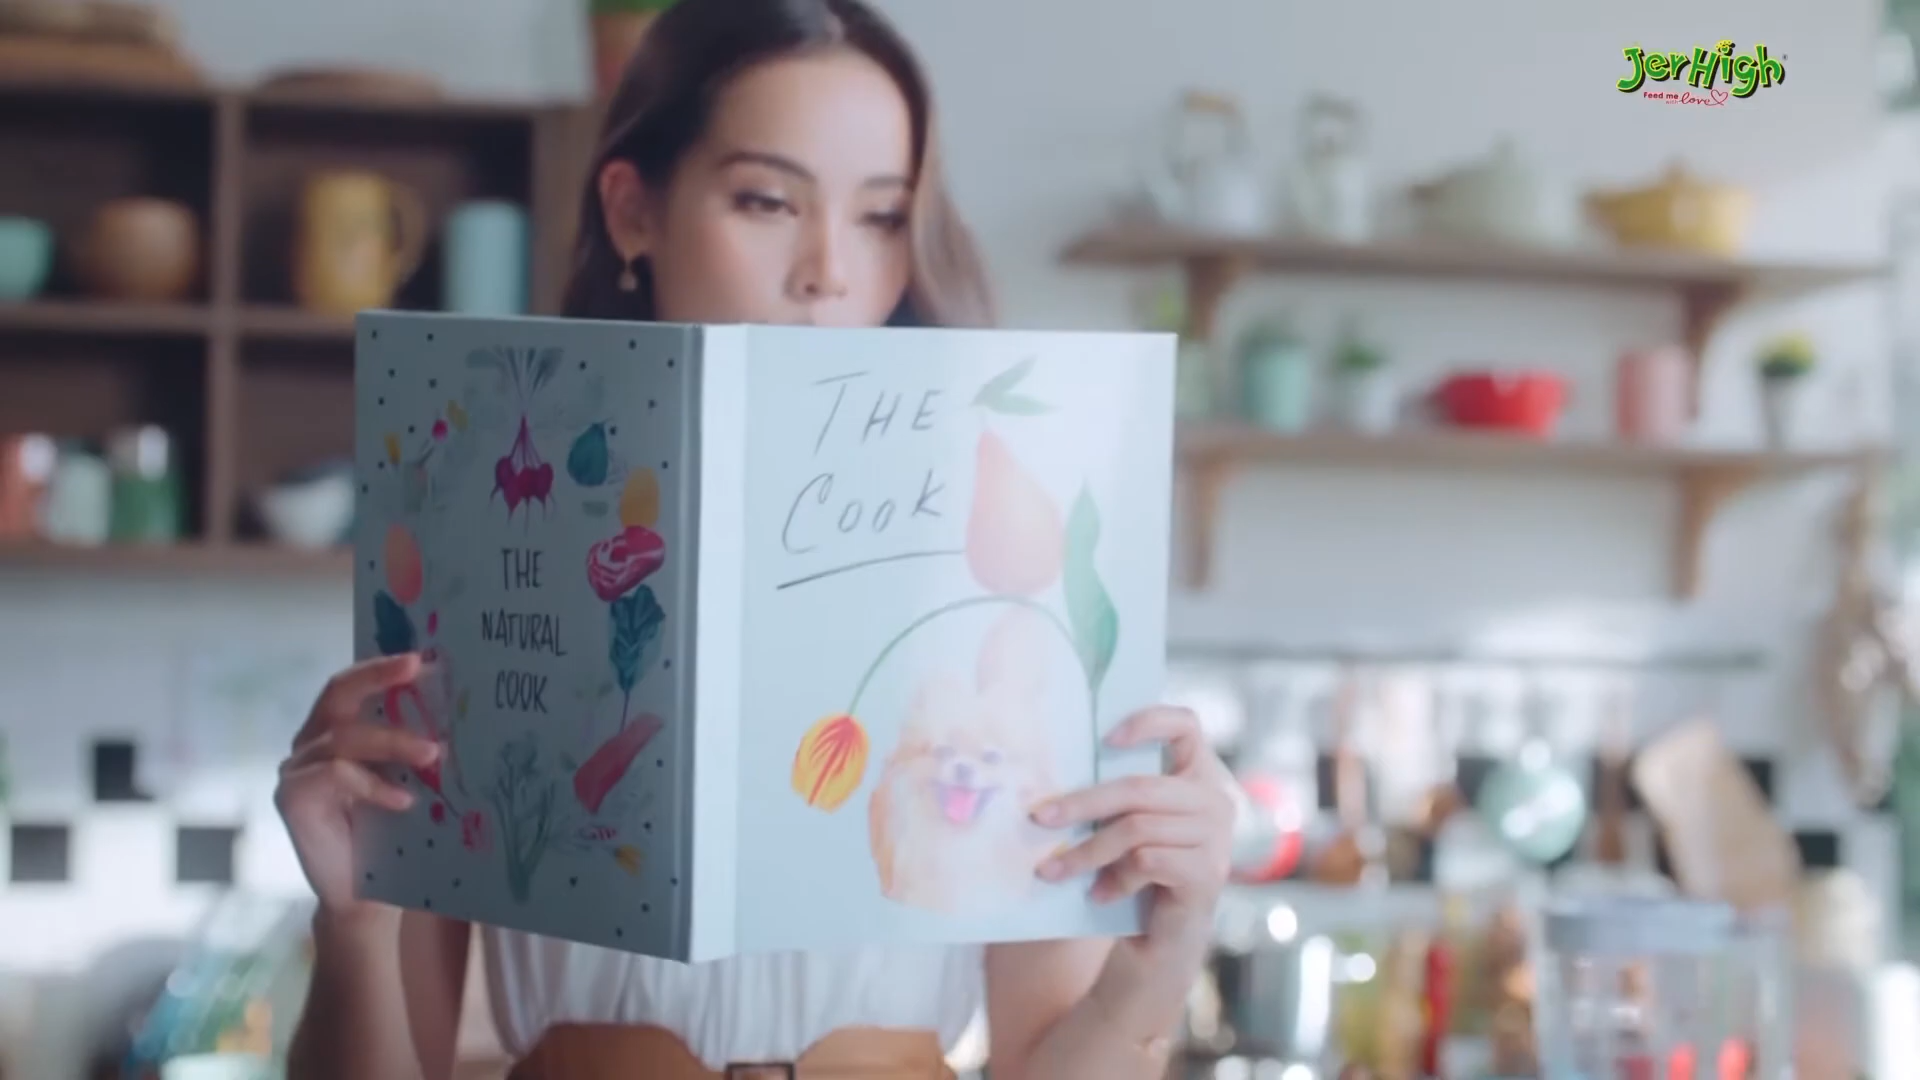 JerHigh
Feed me
with love
THE
NATURAL
COOK
THE
COOK